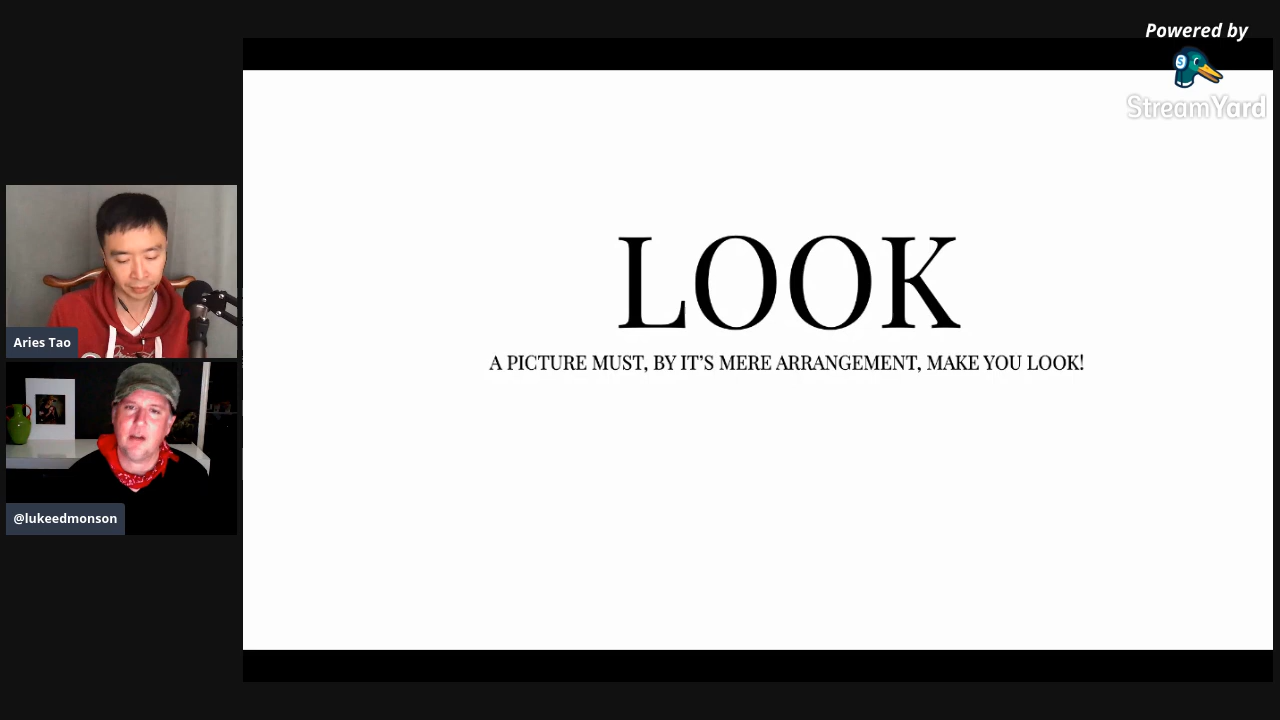 Powered by
StreamYard
LOOK
A PICTURE MUST, BY IT'S MERE ARRANGEMENT, MAKE YOU LOOK!
Aries Tao
@lukeedmonson